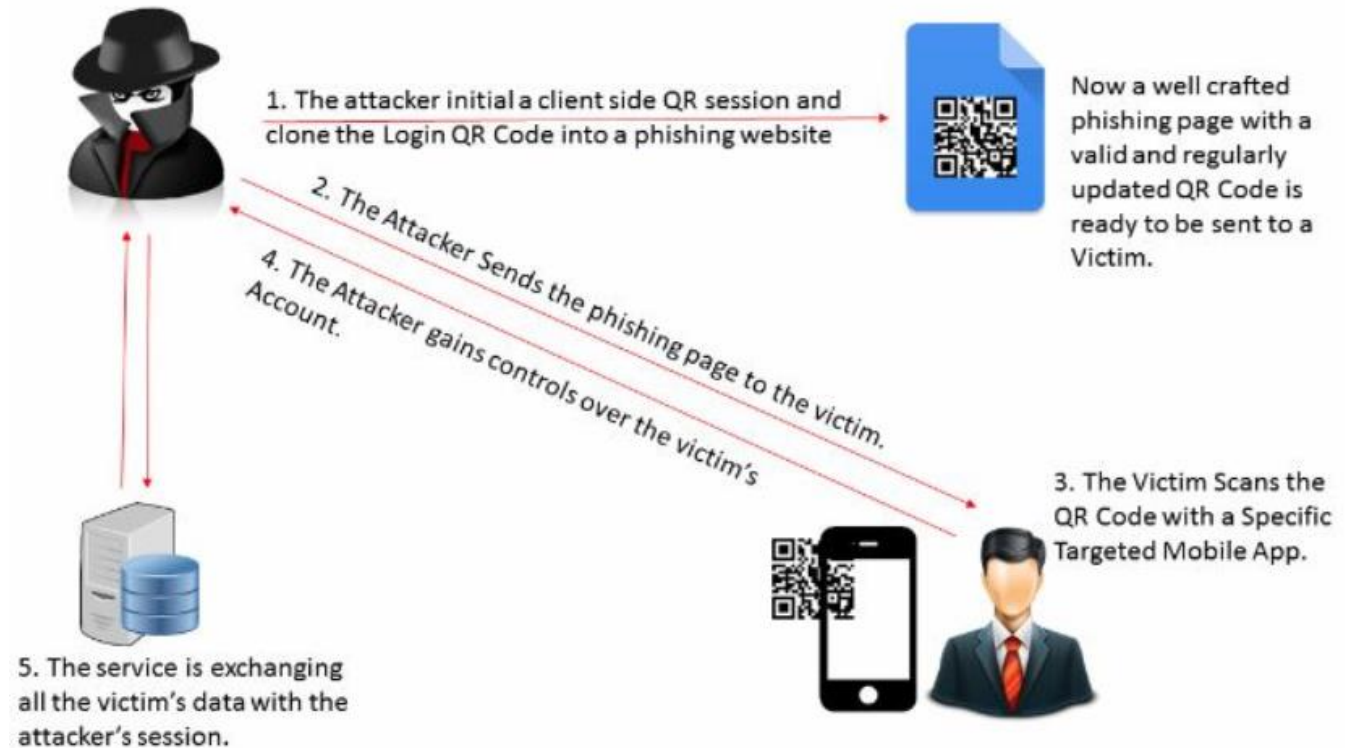 1. The attacker initial a client side QR session and
clone the Login QR Code into a phishing website
Now a well crafted
phishing page with a
valid and regularly
updated QR Code is
ready to be sent to a
Victim.
2. The Attacker Sends the phishing page to the victim.
4. The Attacker gains controls over the victim's
Account.
3. The Victim Scans the
QR Code with a Specific
Targeted Mobile App.
5. The service is exchanging
all the victim's data with the
attacker's session.